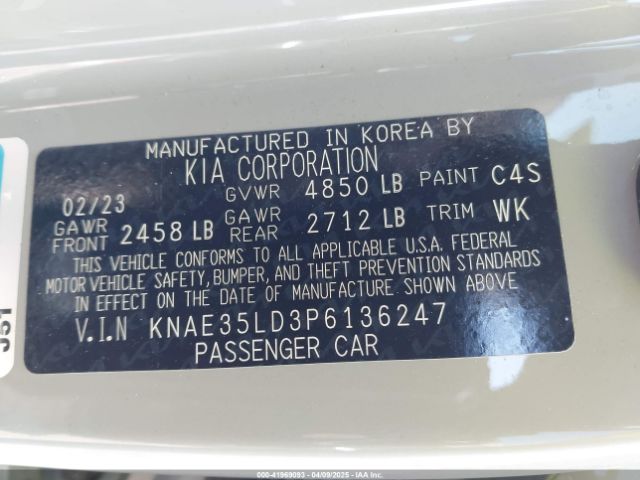 MANUFACTURED IN KOREA BY
KIA CORPORATION
02/23 GVWR 4850 LB PAINT C4S
GAWR FRONT 2458 LB GAWR REAR 2712 LB TRIM WK
THIS VEHICLE CONFORMS TO ALL APPLICABLE U.S.A. FEDERAL
MOTOR VEHICLE SAFETY, BUMPER, AND THEFT PREVENTION STANDARDS
IN EFFECT ON THE DATE OF MANUFACTURE SHOWN ABOVE
V.I.N KNAE35LD3P6136247
PASSENGER CAR
000-41969093 - 04/09/2025 - IAAI.COM